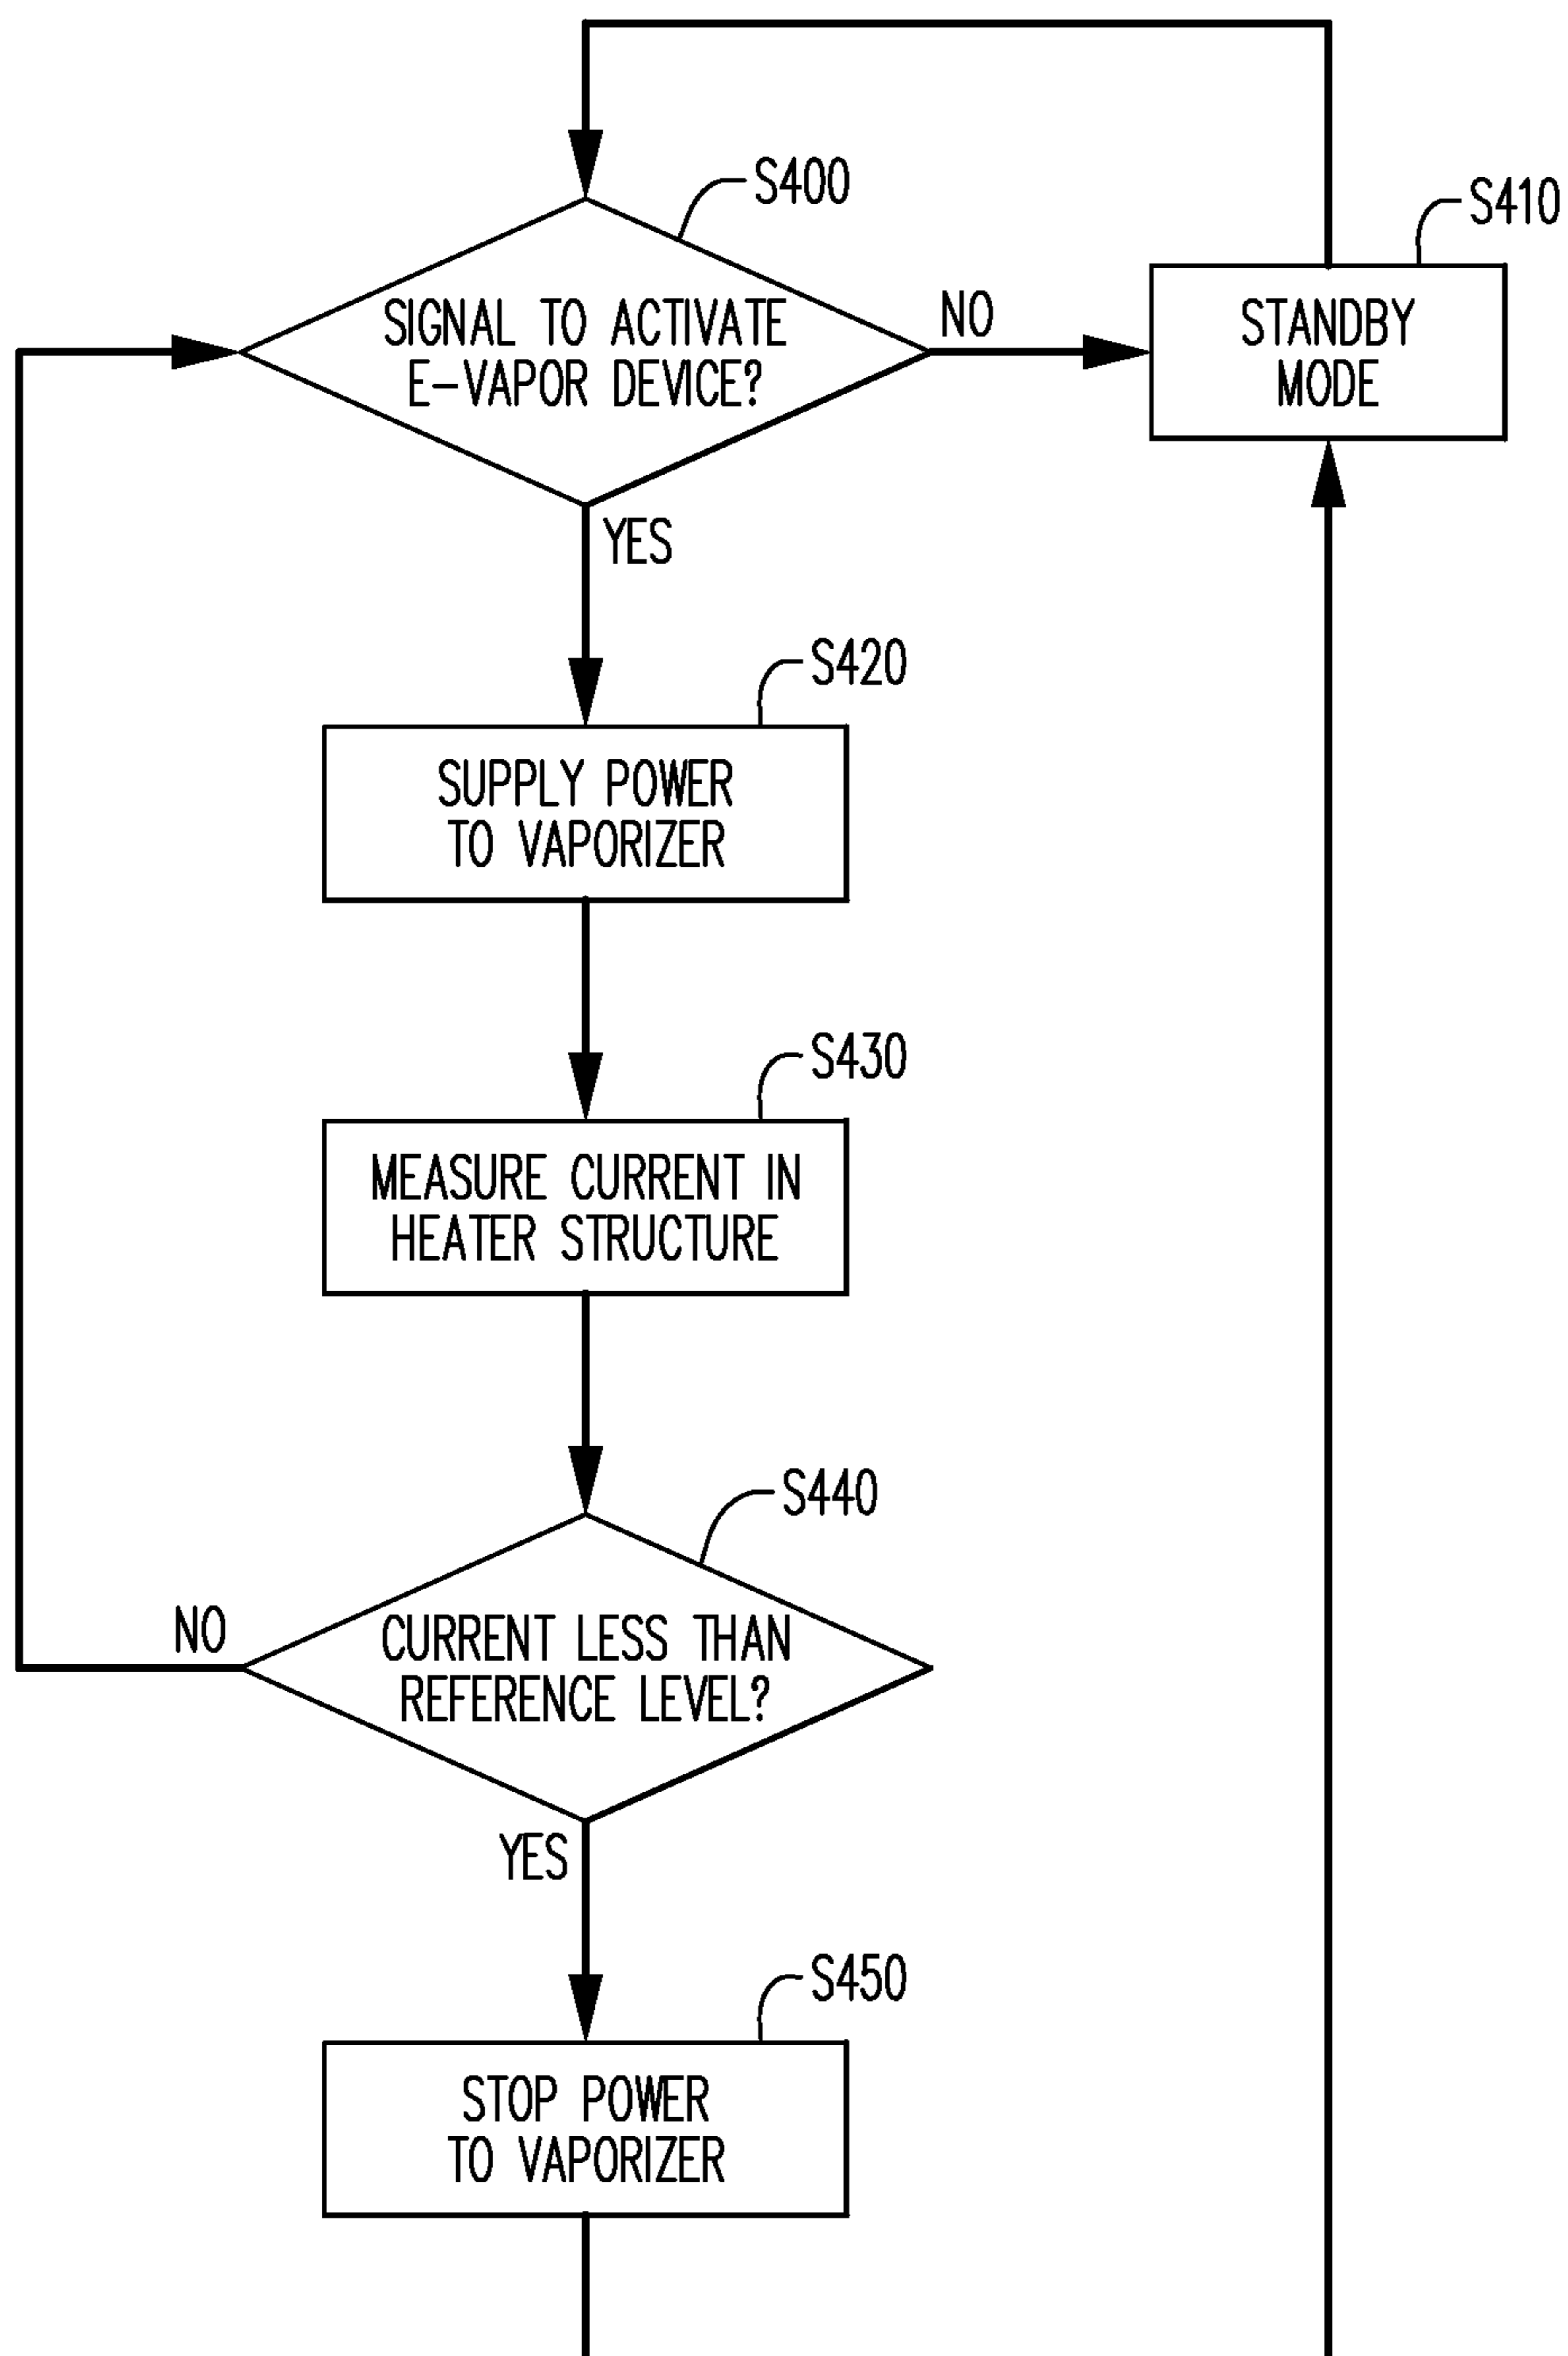 S400
S410
SIGNAL TO ACTIVATE
E-VAPOR DEVICE?
NO
STANDBY
MODE
YES
S420
SUPPLY POWER
TO VAPORIZER
S430
MEASURE CURRENT IN
HEATER STRUCTURE
S440
NO
CURRENT LESS THAN
REFERENCE LEVEL?
YES
S450
STOP POWER
TO VAPORIZER